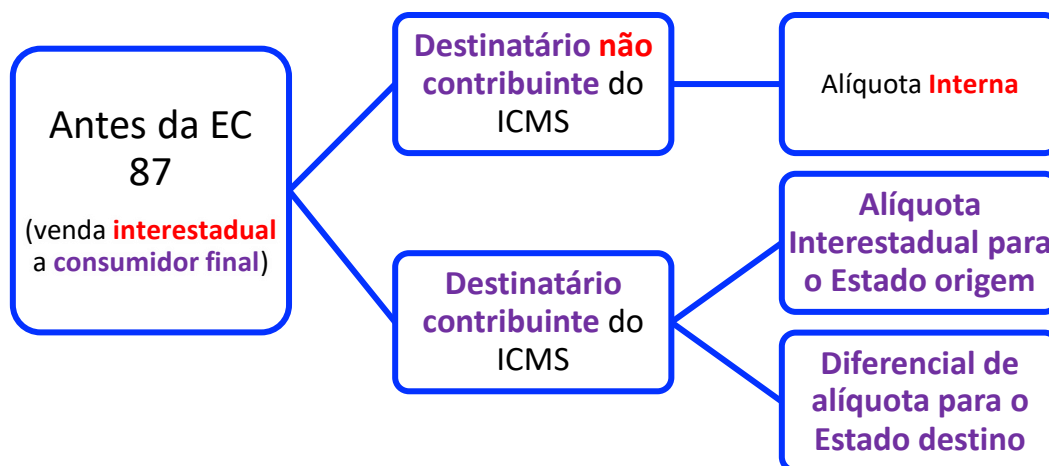 Antes da EC
87
(venda interestadual
a consumidor final)
Destinatário não
contribuinte do
ICMS
Alíquota Interna
Destinatário
contribuinte do
ICMS
Alíquota
Interestadual para
o Estado origem
Diferencial de
alíquota para o
Estado destino